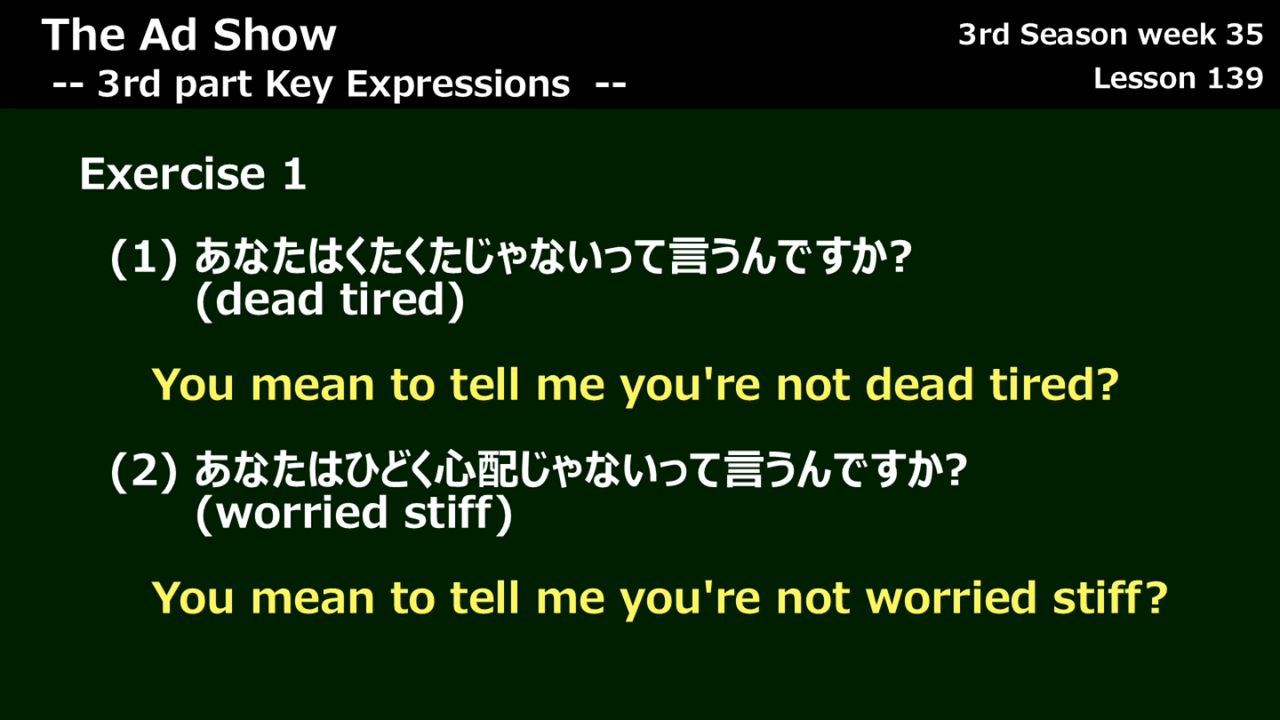 The Ad Show
3rd Season week 35
-- 3rd part Key Expressions --
Lesson 139
Exercise 1
(1) あなたはくたくたじゃないって言うんですか?
(dead tired)
You mean to tell me you're not dead tired?
(2) あなたはひどく心配じゃないって言うんですか?
(worried stiff)
You mean to tell me you're not worried stiff?